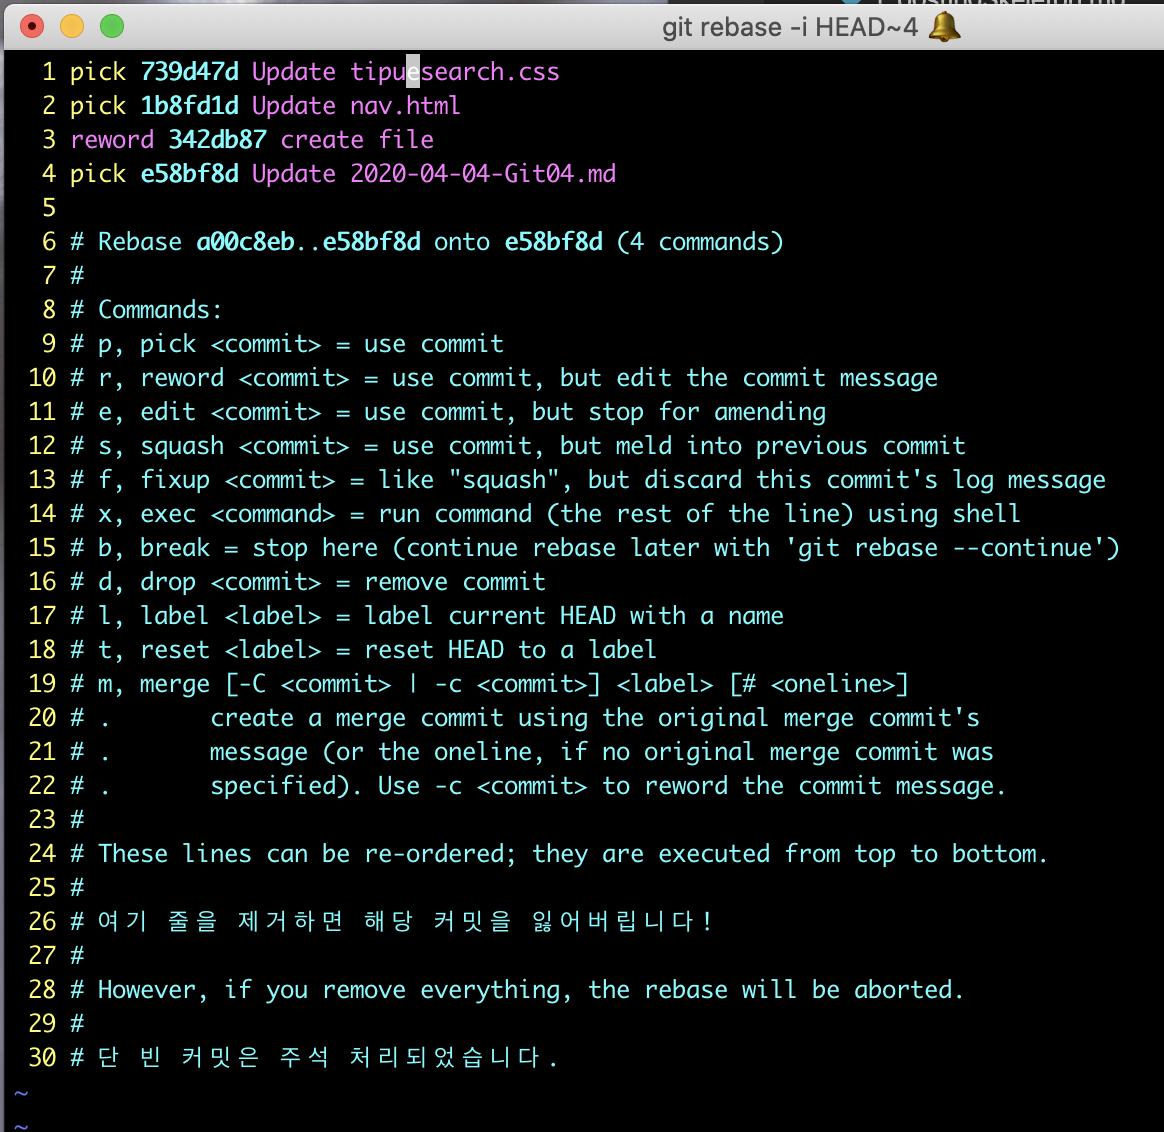 git rebase -i HEAD~4
1 pick 739d47d Update tipuesearch.css
2 pick 1b8fd1d Update nav.html
3 reword 342db87 create file
4 pick e58bf8d Update 2020-04-04-Git04.md
5
6 # Rebase a00c8eb..e58bf8d onto e58bf8d (4 commands)
7 #
8 # Commands:
9 # p, pick <commit> = use commit
10 # r, reword <commit> = use commit, but edit the commit message
11 # e, edit <commit> = use commit, but stop for amending
12 # s, squash <commit> = use commit, but meld into previous commit
13 # f, fixup <commit> = like "squash", but discard this commit's log message
14 # x, exec <command> = run command (the rest of the line) using shell
15 # b, break = stop here (continue rebase later with 'git rebase --continue')
16 # d, drop <commit> = remove commit
17 # l, label <label> = label current HEAD with a name
18 # t, reset <label> = reset HEAD to a label
19 # m, merge [-C <commit> | -c <commit>] <label> [# <oneline>]
20 # .       create a merge commit using the original merge commit's
21 # .       message (or the oneline, if no original merge commit was
22 # .       specified). Use -c <commit> to reword the commit message.
23 #
24 # These lines can be re-ordered; they are executed from top to bottom.
25 #
26 # 여기 줄을 제거하면 해당 커밋을 잃어버립니다!
27 #
28 # However, if you remove everything, the rebase will be aborted.
29 #
30 # 단 빈 커밋은 주석 처리되었습니다.
~
~